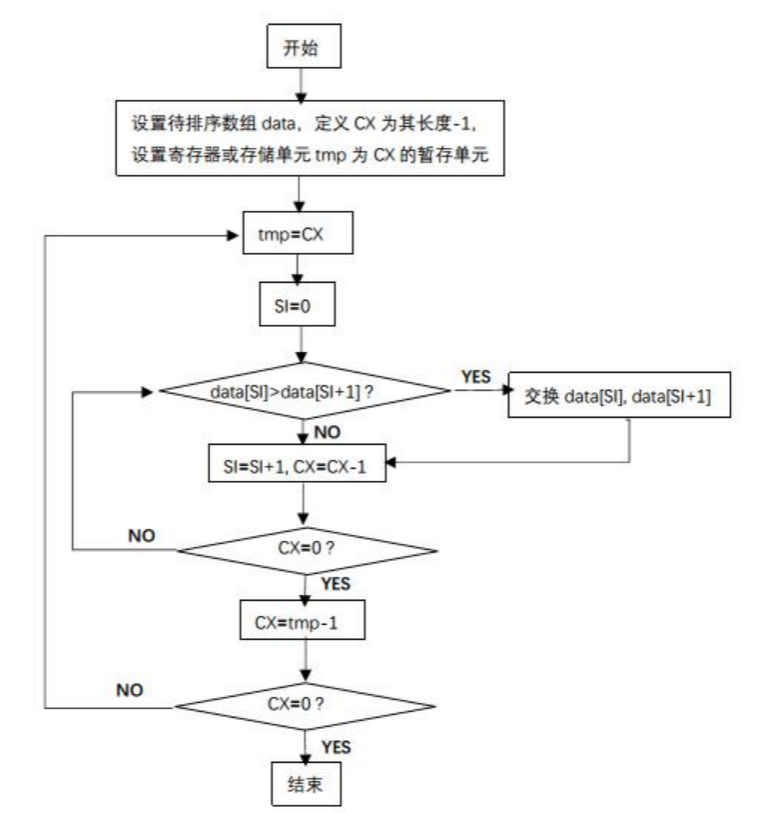 开始
设置待排序数组 data，定义 CX 为其长度-1，
设置寄存器或存储单元 tmp 为 CX 的暂存单元
tmp=CX
SI=0
data[SI]>data[SI+1]？
YES
交换 data[SI], data[SI+1]
NO
SI=SI+1, CX=CX-1
NO
CX=0？
YES
CX=tmp-1
NO
CX=0？
YES
结束